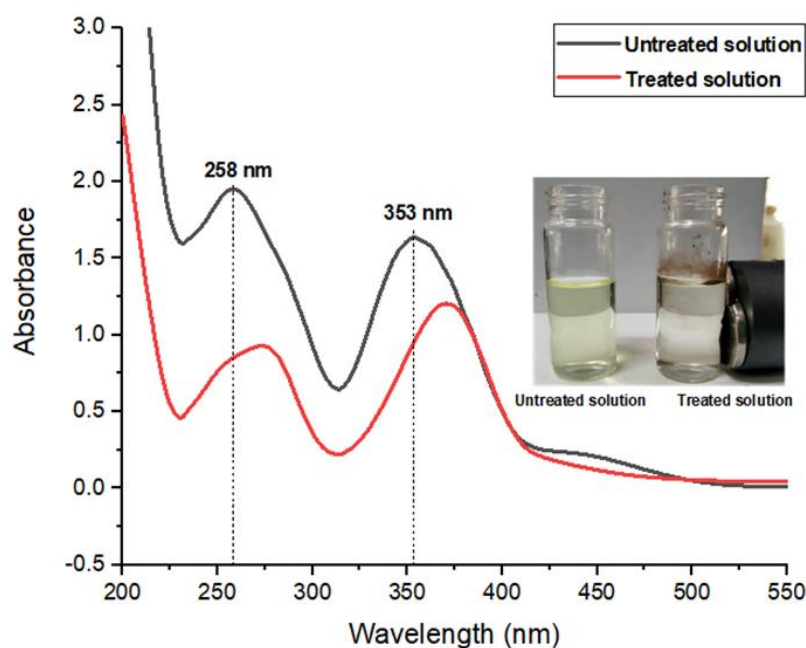 3.0
2.5
2.0
1.5
1.0
0.5
0.0
-0.5
Absorbance
Untreated solution
Treated solution
258 nm
353 nm
Untreated solution Treated solution
200 250 300 350 400 450 500 550
Wavelength (nm)